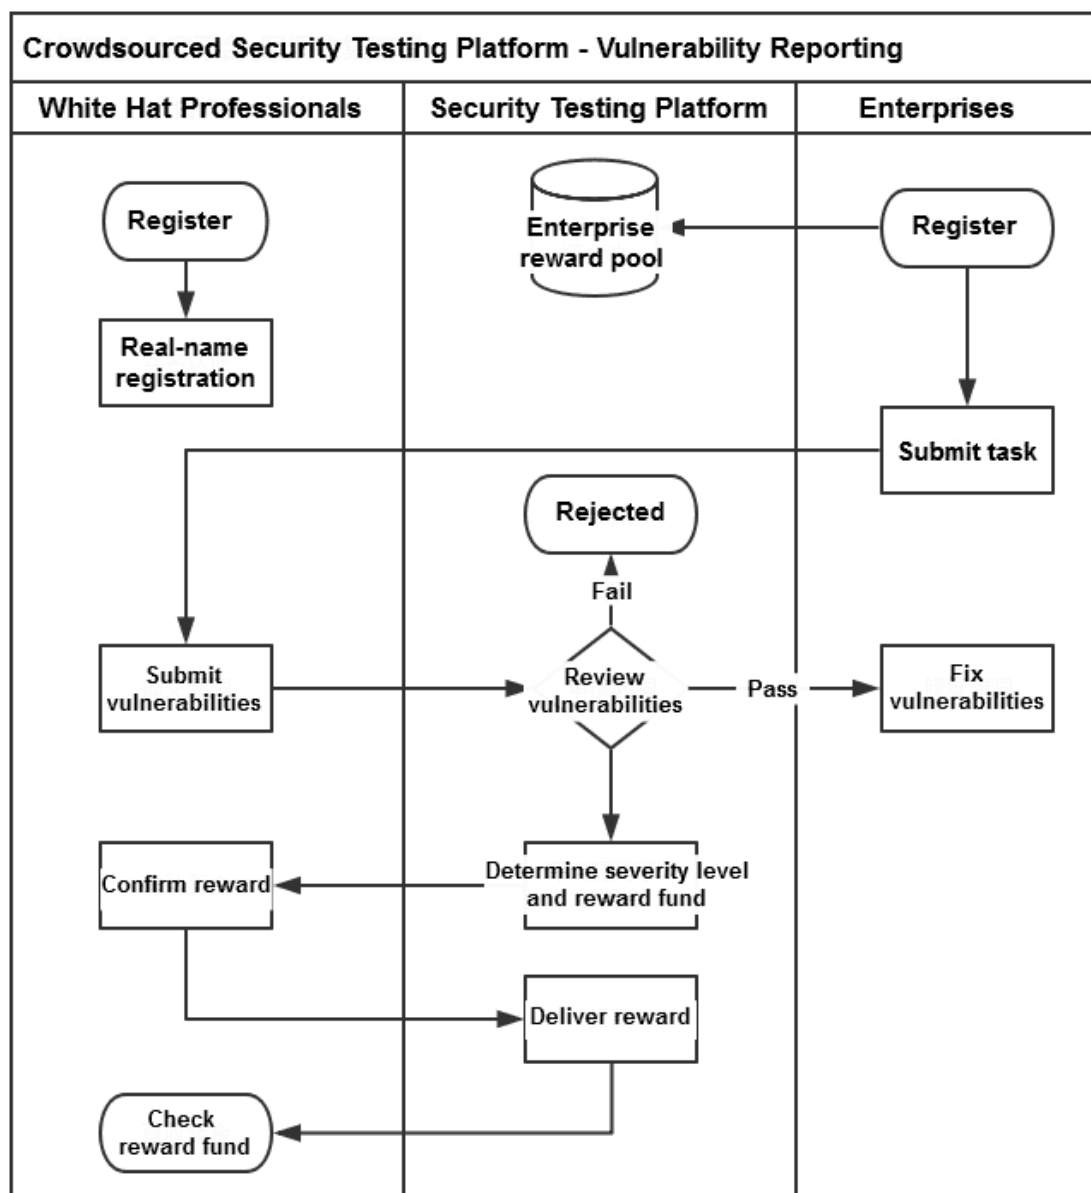 Crowdsourced Security Testing Platform - Vulnerability Reporting
White Hat Professionals
Security Testing Platform
Enterprises
Register
Enterprise
reward pool
Register
Real-name
registration
Submit task
Rejected
Fail
Submit
vulnerabilities
Review
vulnerabilities
Pass
Fix
vulnerabilities
Confirm reward
Determine severity level
and reward fund
Deliver reward
Check
reward fund